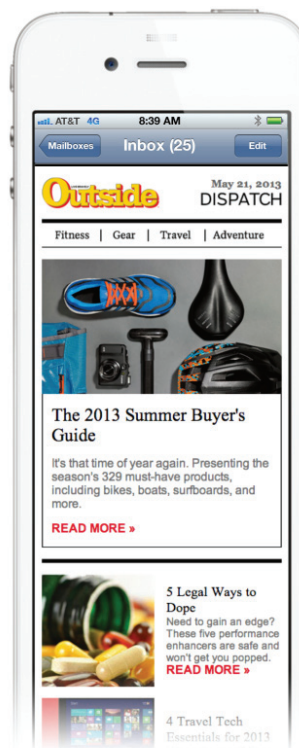 AT&T 4G 8:39 AM
Mailboxes Inbox (25) Edit
Outside
May 21, 2013
DISPATCH
Fitness | Gear | Travel | Adventure
The 2013 Summer Buyer's
Guide
It's that time of year again. Presenting the
season's 329 must-have products,
including bikes, boats, surfboards, and
more.
READ MORE »
5 Legal Ways to
Dope
Need to gain an edge?
These five performance
enhancers are safe and
won't get you popped.
READ MORE »
4 Travel Tech
Essentials for 2013